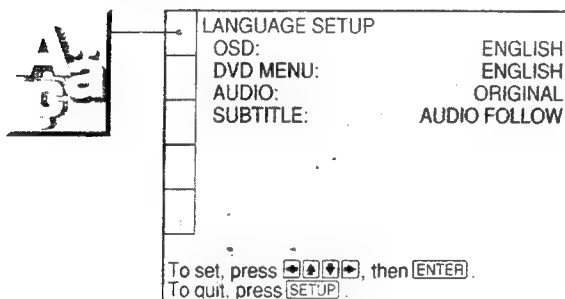 LANGUAGE SETUP
OSD: ENGLISH
DVD MENU: ENGLISH
AUDIO: ORIGINAL
SUBTITLE: AUDIO FOLLOW
To set, press ←↑↓→, then ENTER.
To quit, press SETUP.